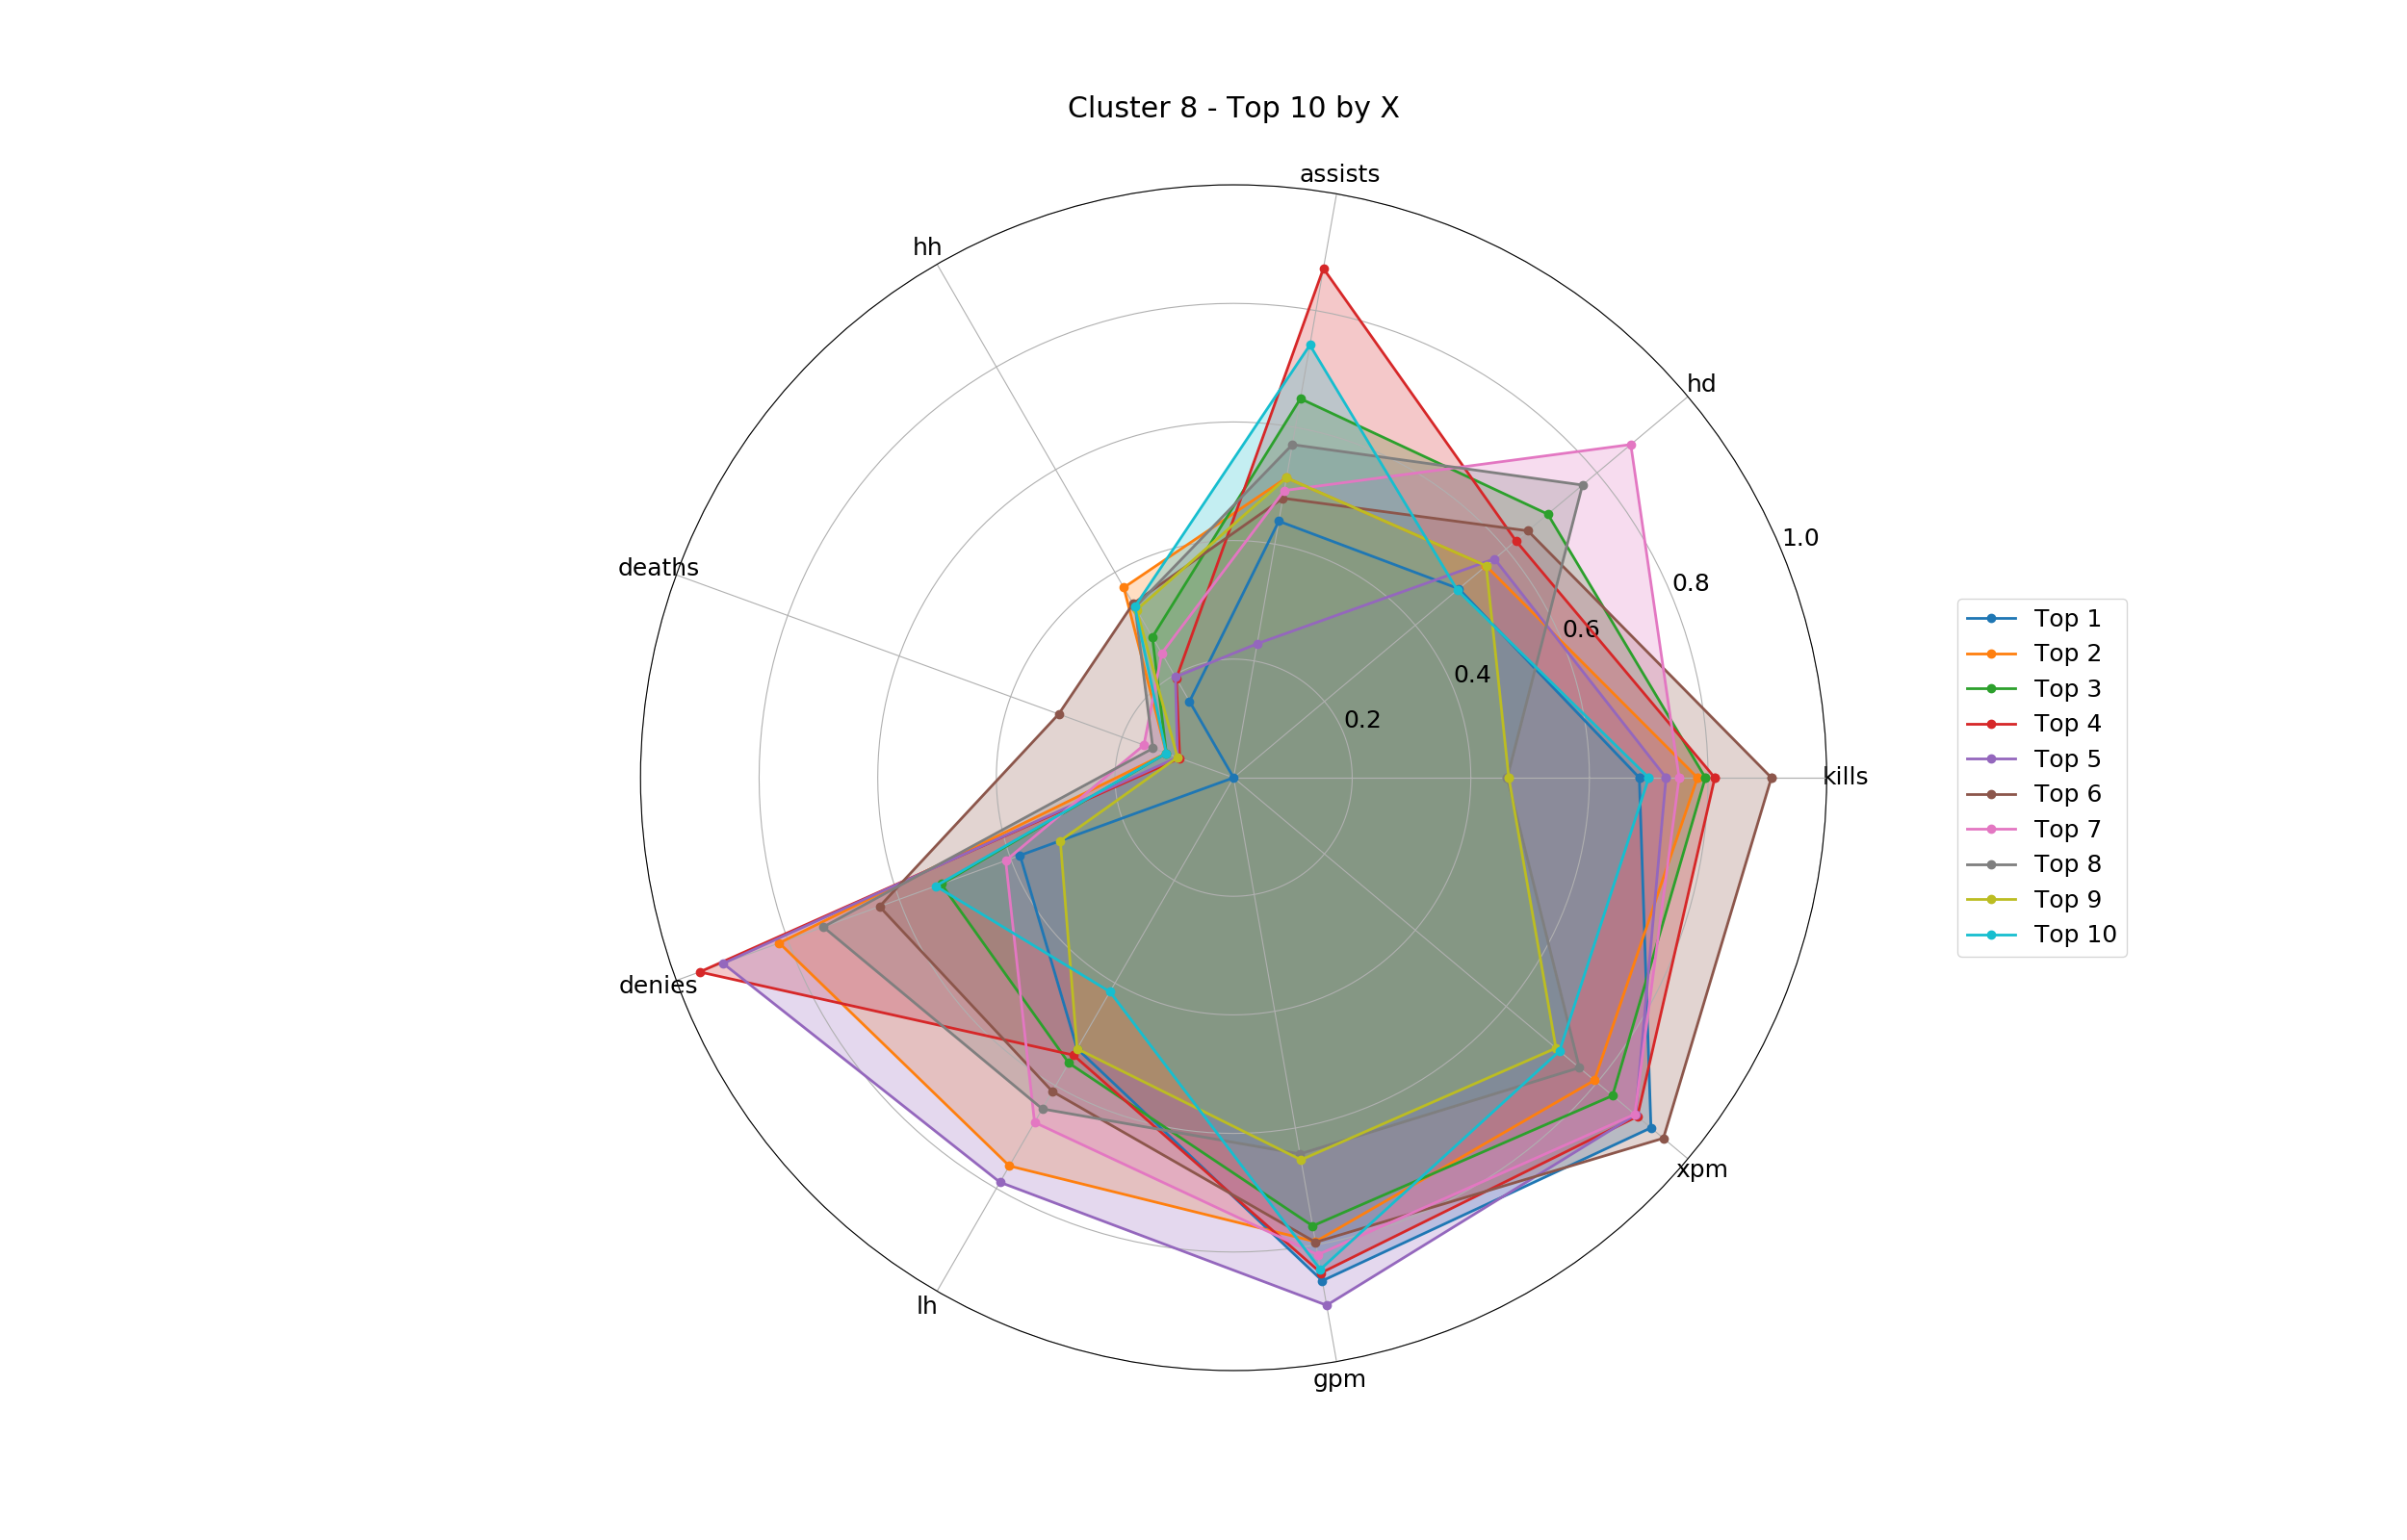 Cluster 8 - Top 10 by X
assists
hh
hd
1.0
deaths
0.8
0.6
0.4
0.2
kills
denies
xpm
lh
gpm
Top 1
Top 2
Top 3
Top 4
Top 5
Top 6
Top 7
Top 8
Top 9
Top 10